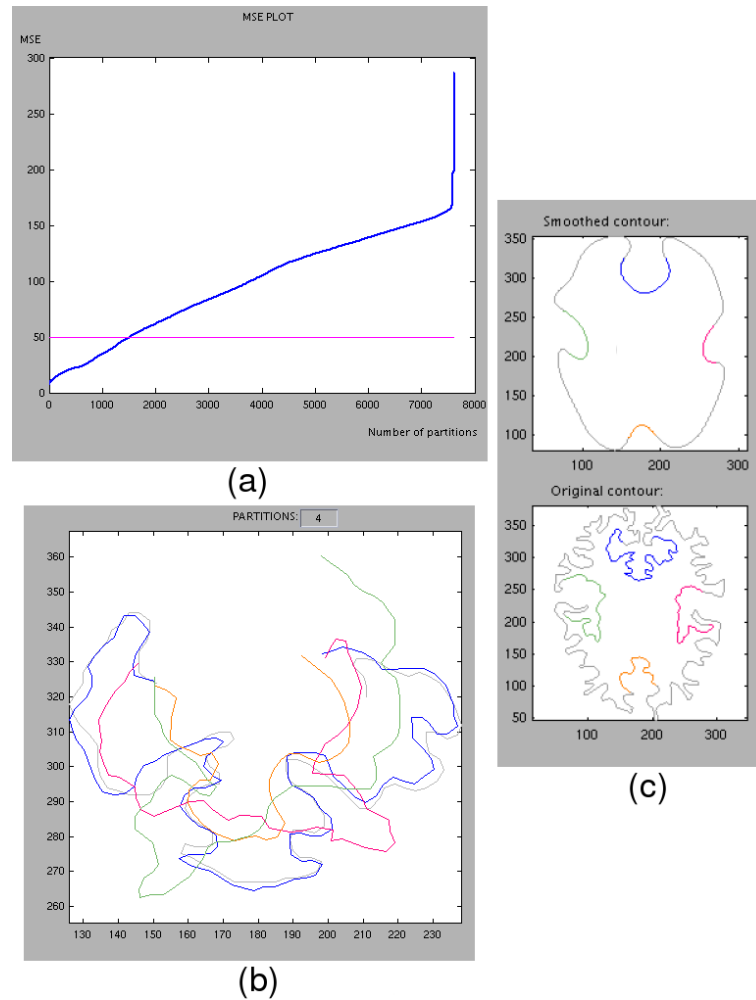 MSE PLOT
MSE
300
250
200
150
100
50
0
0 1000 2000 3000 4000 5000 6000 7000 8000
Number of partitions
(a)
PARTITIONS: 4
360
350
340
330
320
310
300
290
280
270
260
130 140 150 160 170 180 190 200 210 220 230
(b)
Smoothed contour:
350
300
250
200
150
100
100 200 300
Original contour:
350
300
250
200
150
100
50
100 200 300
(c)